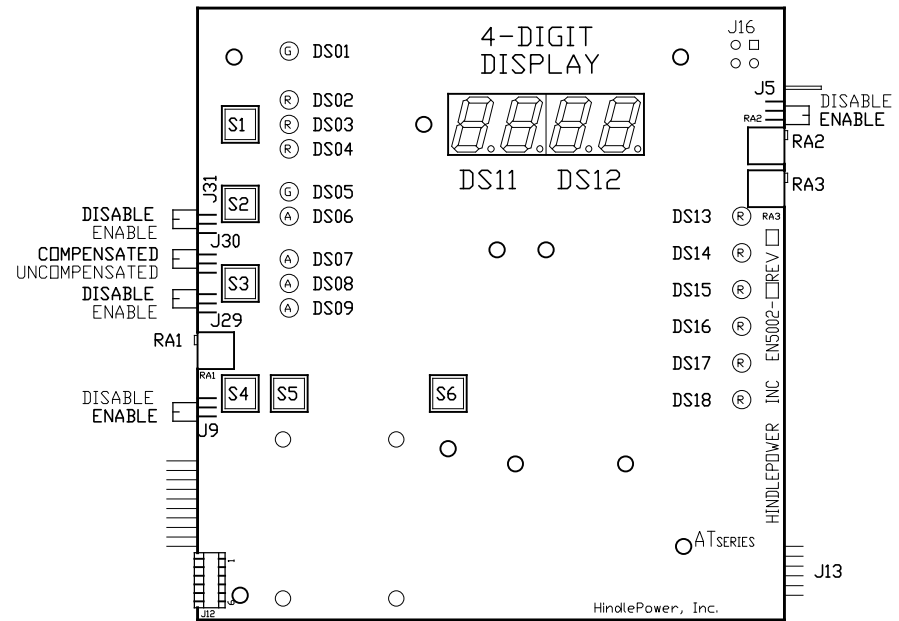 4-DIGIT
DISPLAY
J16
G DS01
J5
DISABLE
ENABLE
R DS02
S1
R DS03
RA2
RA2
R DS04
DS11 DS12
RA3
J31
G DS05
S2
A DS06
DISABLE
ENABLE
J30
DS13 R
RA3
COMPENSATED
UNCOMPENSATED
A DS07
DS14 R
S3
A DS08
DISABLE
ENABLE
A DS09
DS15 R
J29
RA1
RA1
DS16 R
DS17 R
DISABLE
ENABLE
S4
S5
S6
DS18 R
J9
HINDLEPOWER INC EN5002-□ REV □
AT SERIES
J13
1
6
J12
HindlePower, Inc.